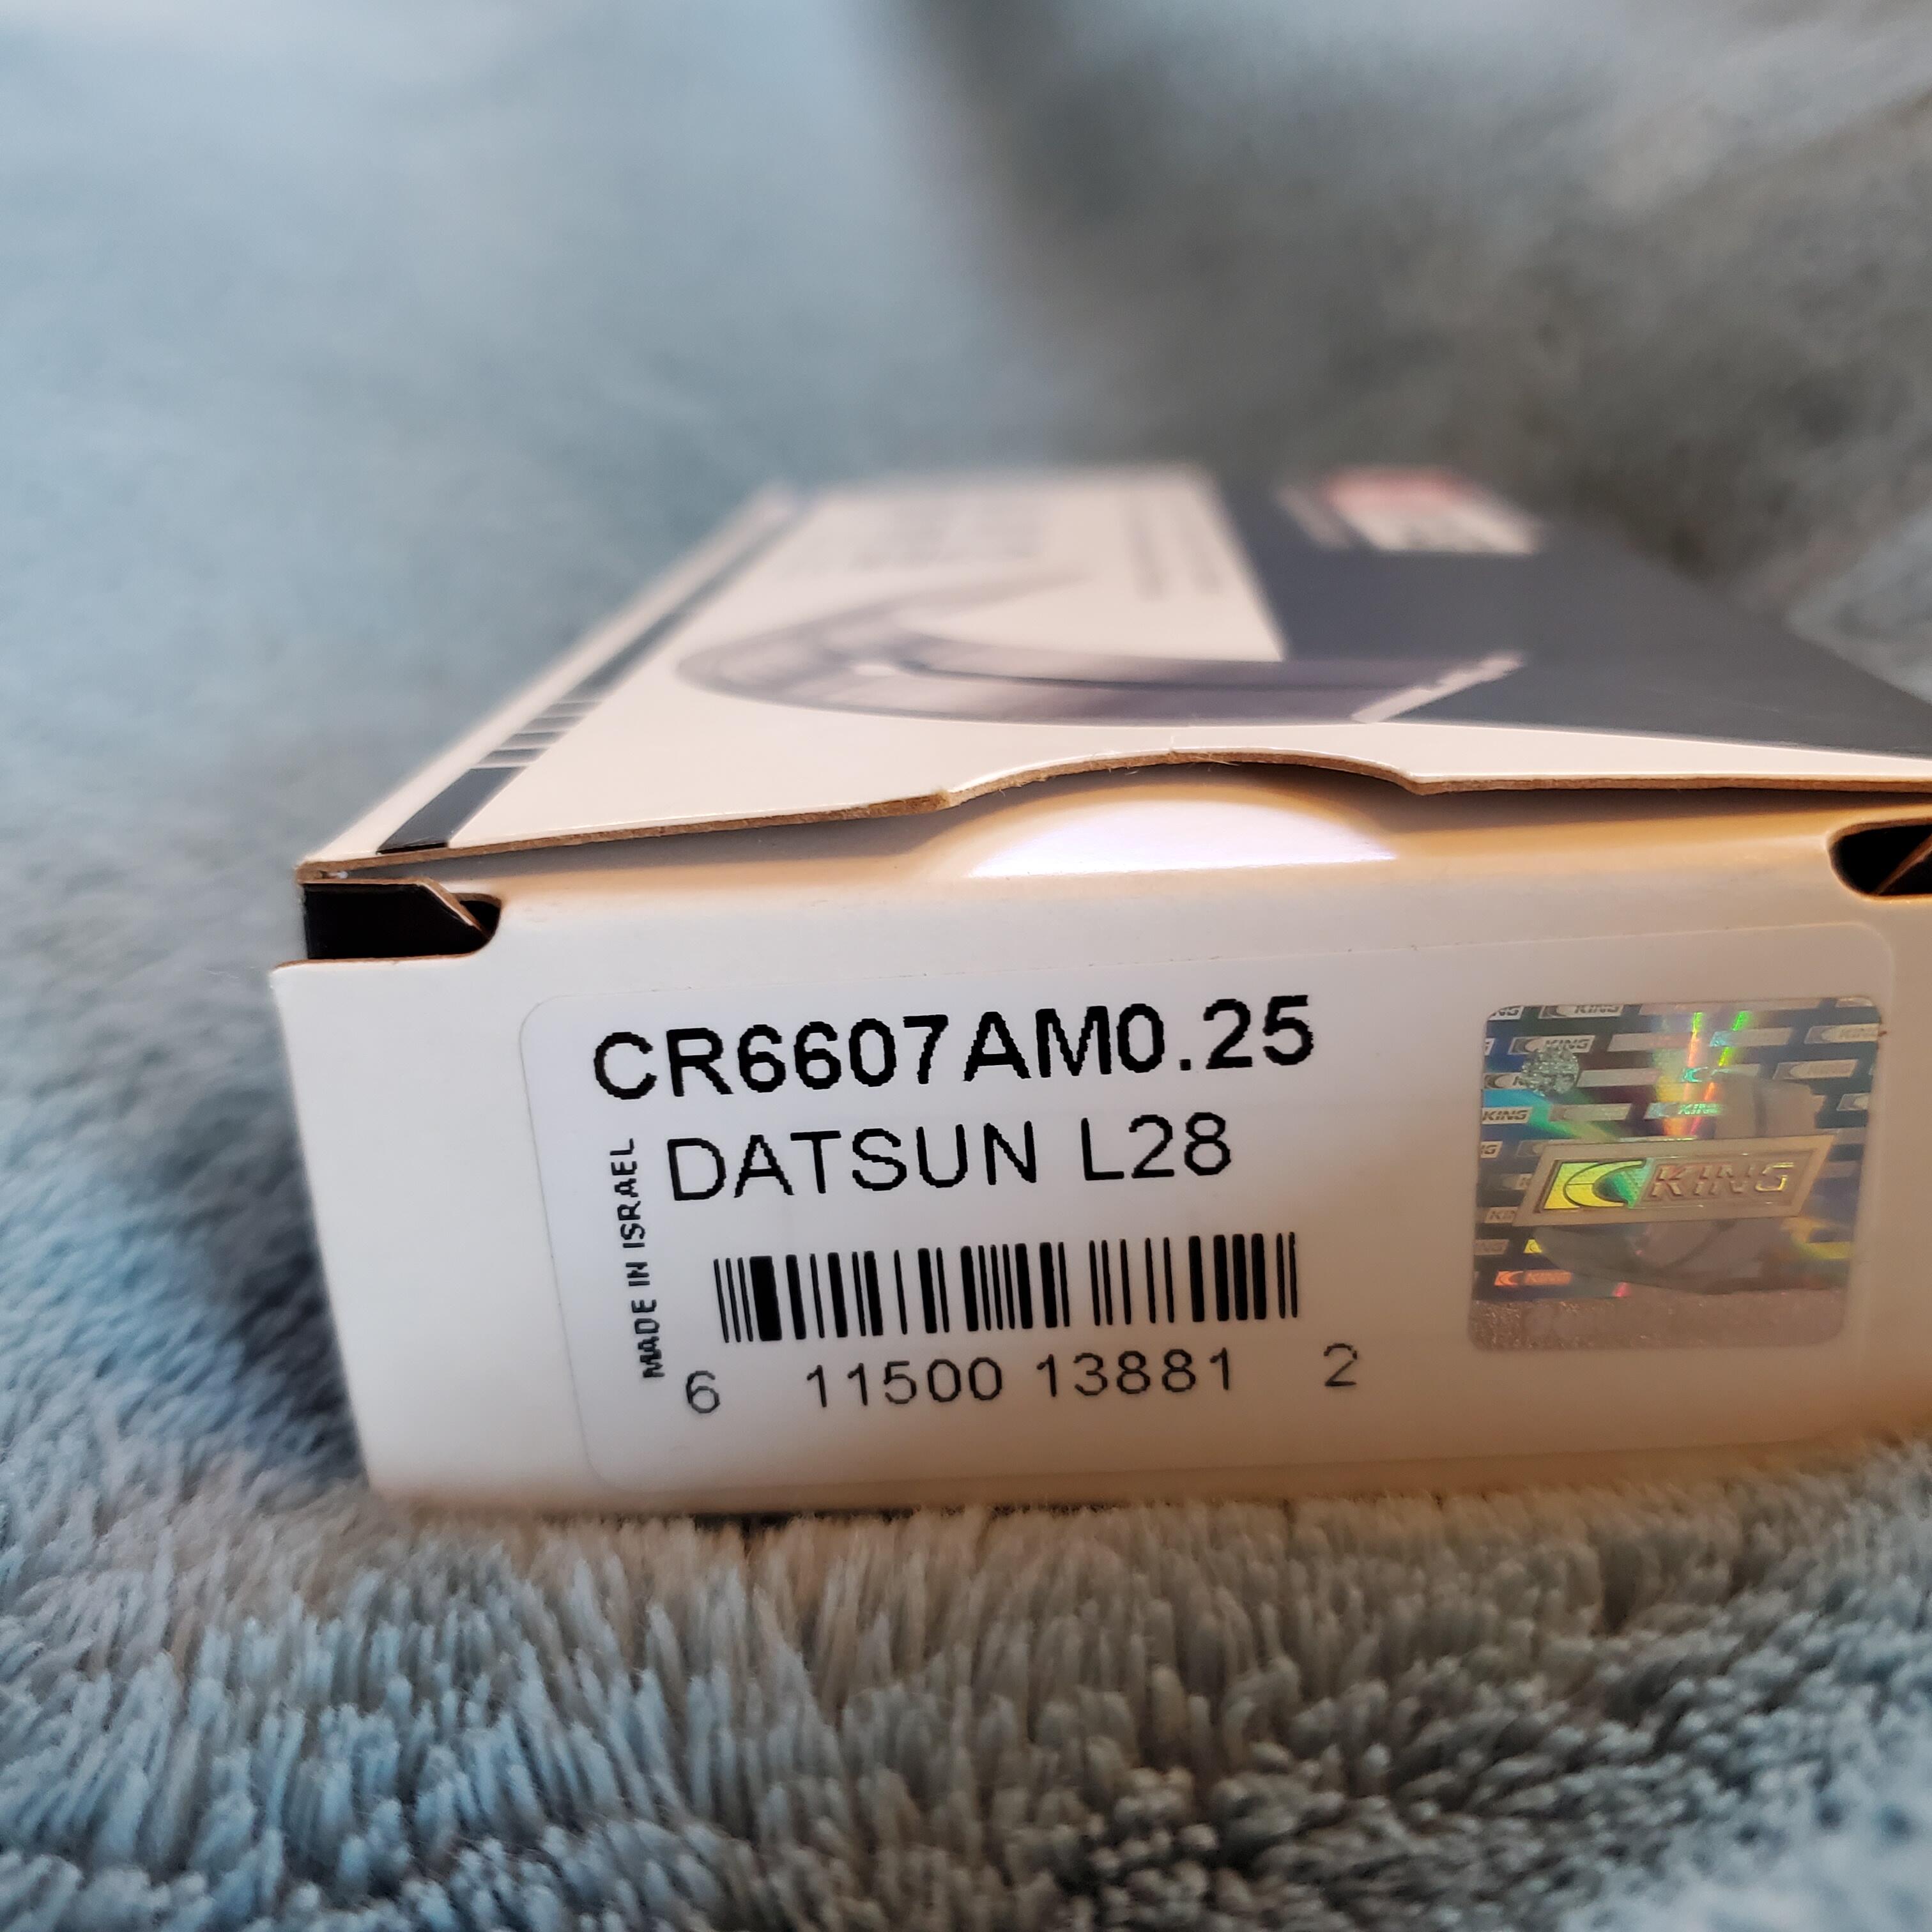 CR6607AM0.25
DATSUN L28
MADE IN ISRAEL
6 11500 13881 2
KING